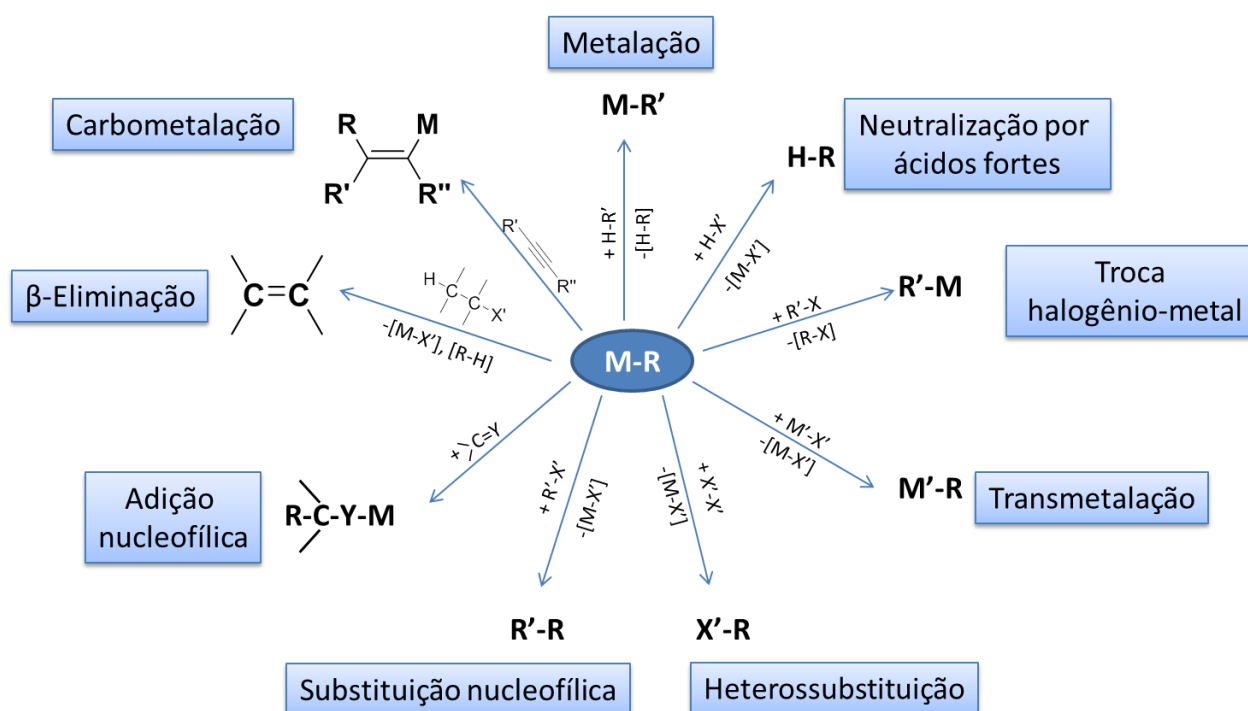 Metalação
M-R'
+ H-R'
-[H-R]
Carbometalação
R
M
R'
R"
R'
R"
Neutralização por
ácidos fortes
H-R
+ H-X'
-[M-X']
β-Eliminação
C=C
H
C
C
X'
-[M-X'], [R-H]
Troca
halogênio-metal
R'-M
+ R'-X
-[R-X]
M-R
Adição
nucleofílica
R-C-Y-M
+ C=Y
M'-R
Transmetalação
+ M'-X'
-[M-X']
R'-R
+ R'-X'
-[M-X']
Substituição nucleofílica
X'-R
+ X'-X'
-[M-X']
Heterossubstituição